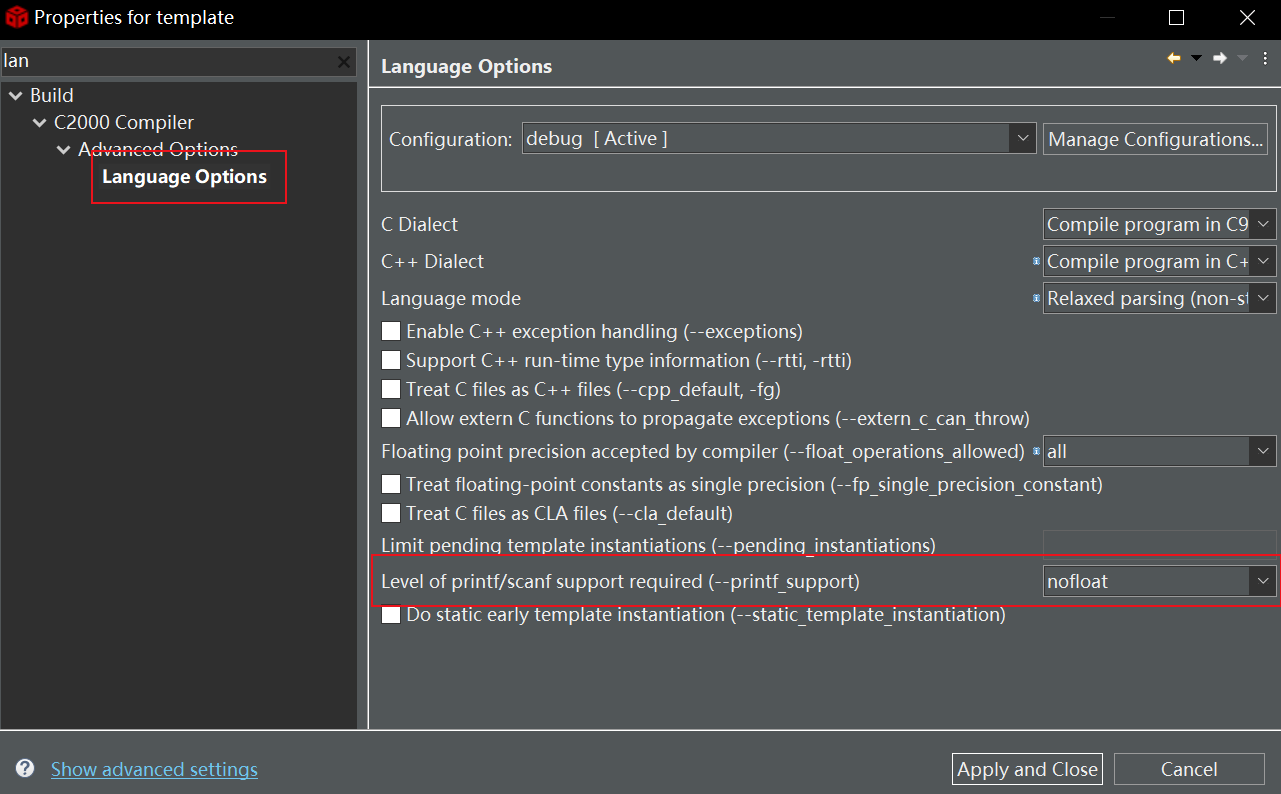 Properties for template
lan
Build
C2000 Compiler
Advanced Options
Language Options
Language Options
Configuration: debug [ Active ] Manage Configurations...
C Dialect Compile program in C9
C++ Dialect Compile program in C+
Language mode Relaxed parsing (non-st
Enable C++ exception handling (--exceptions)
Support C++ run-time type information (--rtti, -rtti)
Treat C files as C++ files (--cpp_default, -fg)
Allow extern C functions to propagate exceptions (--extern_c_can_throw)
Floating point precision accepted by compiler (--float_operations_allowed) all
Treat floating-point constants as single precision (--fp_single_precision_constant)
Treat C files as CLA files (--cla_default)
Limit pending template instantiations (--pending_instantiations)
Level of printf/scanf support required (--printf_support) nofloat
Do static early template instantiation (--static_template_instantiation)
Show advanced settings
Apply and Close Cancel